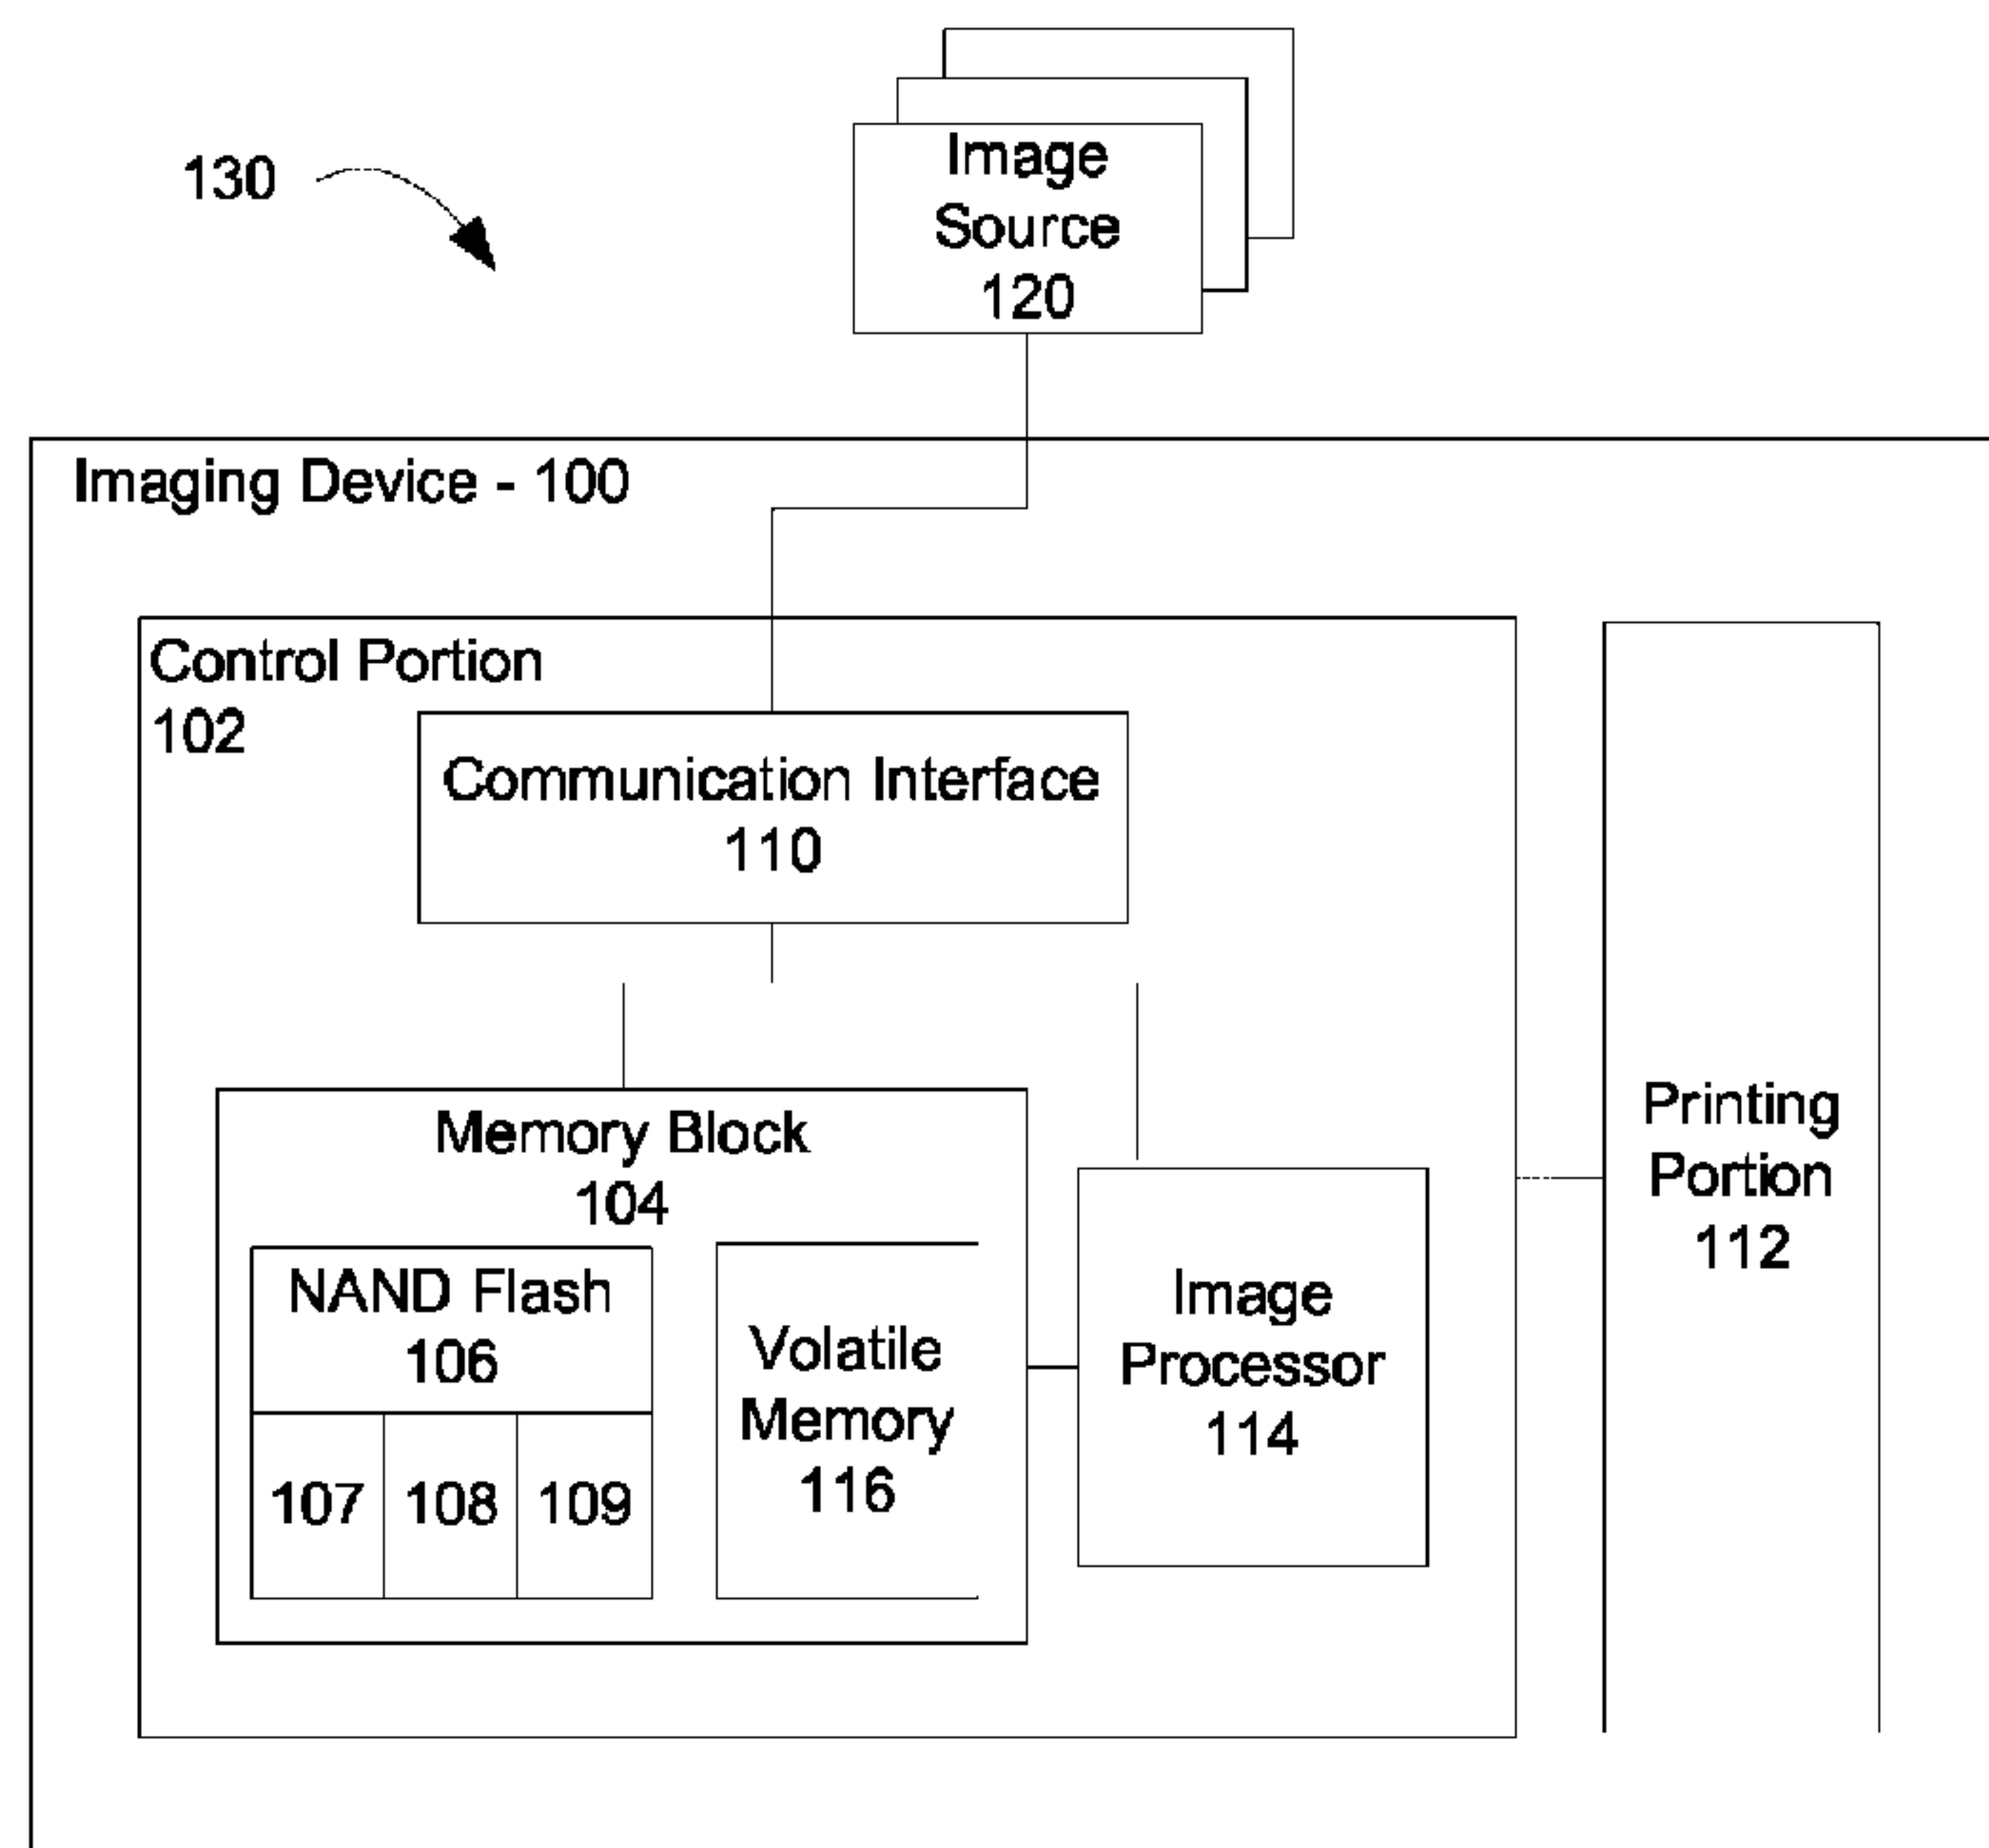 130
Image
Source
120
Imaging Device - 100
Control Portion
102
Communication Interface
110
Memory Block
104
NAND Flash
106
107 108 109
Volatile
Memory
116
Image
Processor
114
Printing
Portion
112